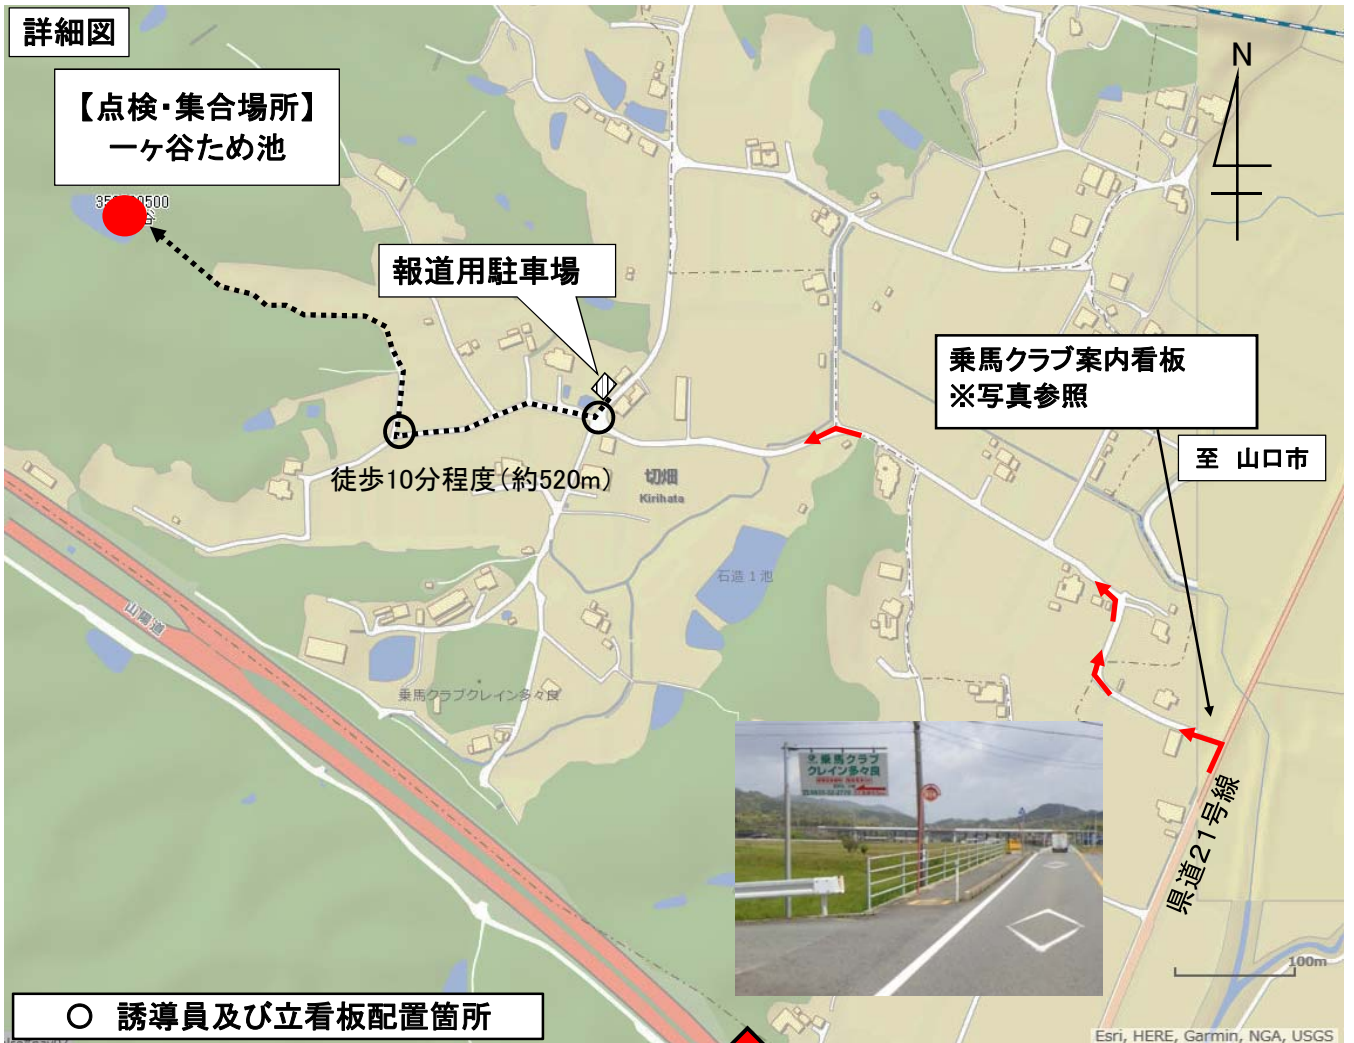 詳細図
【点検・集合場所】
一ヶ谷ため池
報道用駐車場
乗馬クラブ案内看板
※写真参照
至 山口市
N
徒歩10分程度(約520m)
切畑
Kirihata
石造1池
山陽道
乗馬クラブクレイン多々良
乗馬クラブ
クレイン多々良
県道21号線
100m
○ 誘導員及び立看板配置箇所
Esri, HERE, Garmin, NGA, USGS